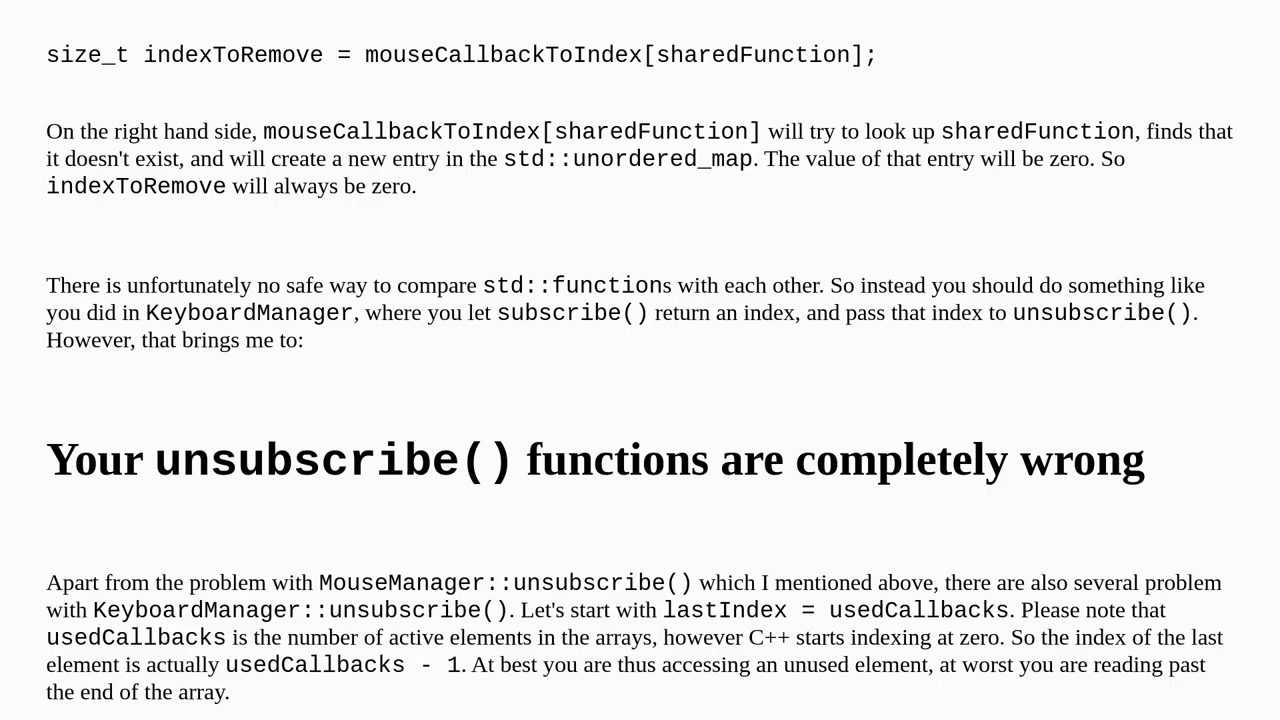 size_t indexToRemove = mouseCallbackToIndex[sharedFunction];
On the right hand side, mouseCallbackToIndex[sharedFunction] will try to look up sharedFunction, finds that
it doesn't exist, and will create a new entry in the std::unordered_map. The value of that entry will be zero. So
indexToRemove will always be zero.
There is unfortunately no safe way to compare std::functions with each other. So instead you should do something like
you did in KeyboardManager, where you let subscribe() return an index, and pass that index to unsubscribe().
However, that brings me to:
Your unsubscribe() functions are completely wrong
Apart from the problem with MouseManager::unsubscribe() which I mentioned above, there are also several problem
with KeyboardManager::unsubscribe(). Let's start with lastIndex = usedCallbacks. Please note that
usedCallbacks is the number of active elements in the arrays, however C++ starts indexing at zero. So the index of the last
element is actually usedCallbacks - 1. At best you are thus accessing an unused element, at worst you are reading past
the end of the array.